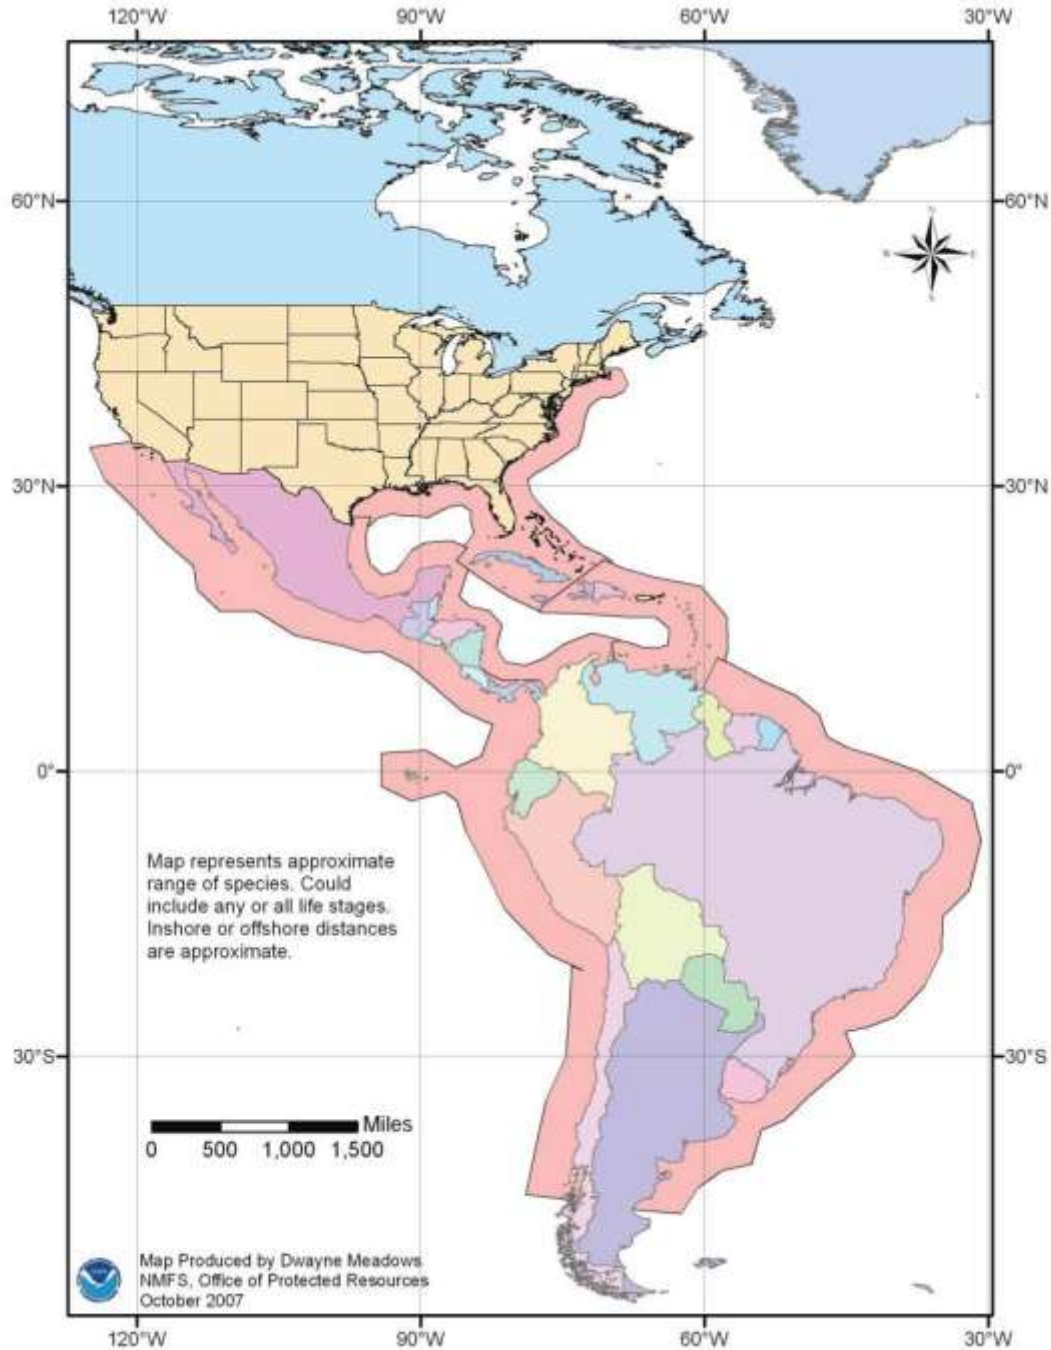 120°W 90°W 60°W 30°W
60°N 60°N
N
W E
S
30°N 30°N
0° 0°
Map represents approximate
range of species. Could
include any or all life stages.
Inshore or offshore distances
are approximate.
30°S 30°S
Miles
0 500 1,000 1,500
Map Produced by Dwayne Meadows
NMFS, Office of Protected Resources
October 2007
120°W 90°W 60°W 30°W